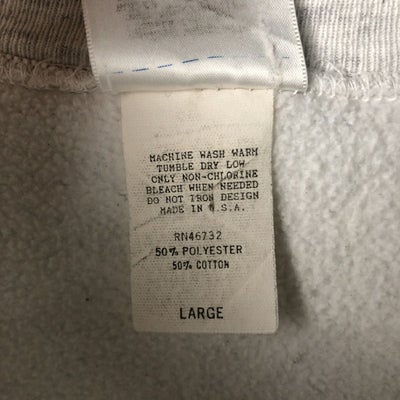 MACHINE WASH WARM
TUMBLE DRY LOW
ONLY NON-CHLORINE
BLEACH WHEN NEEDED
DO NOT IRON DESIGN
MADE IN U.S.A.
RN46732
50% POLYESTER
50% COTTON
LARGE